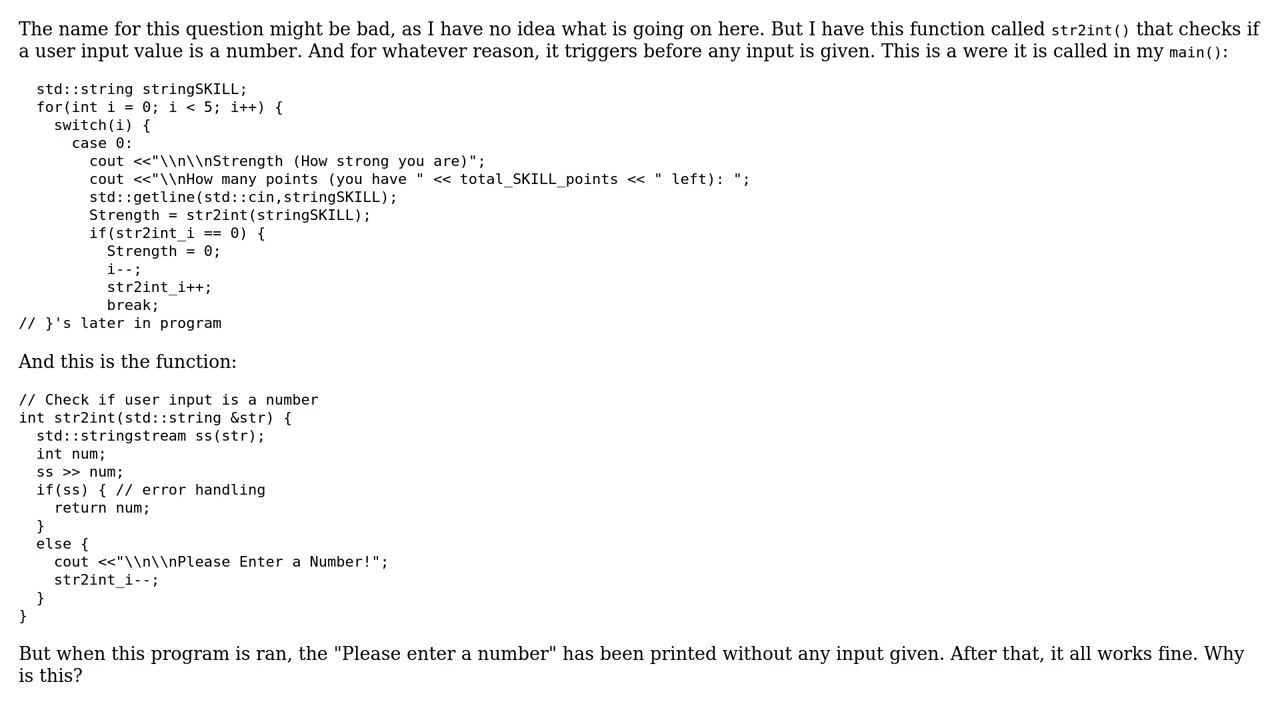 The name for this question might be bad, as I have no idea what is going on here. But I have this function called str2int() that checks if
a user input value is a number. And for whatever reason, it triggers before any input is given. This is a were it is called in my main():
  std::string stringSKILL;
  for(int i = 0; i < 5; i++) {
    switch(i) {
      case 0:
        cout <<"\\n\\nStrength (How strong you are)";
        cout <<"\\nHow many points (you have " << total_SKILL_points << " left): ";
        std::getline(std::cin,stringSKILL);
        Strength = str2int(stringSKILL);
        if(str2int_i == 0) {
          Strength = 0;
          i--;
          str2int_i++;
          break;
// }'s later in program
And this is the function:
// Check if user input is a number
int str2int(std::string &str) {
  std::stringstream ss(str);
  int num;
  ss >> num;
  if(ss) { // error handling
    return num;
  }
  else {
    cout <<"\\n\\nPlease Enter a Number!";
    str2int_i--;
  }
}
But when this program is ran, the "Please enter a number" has been printed without any input given. After that, it all works fine. Why
is this?